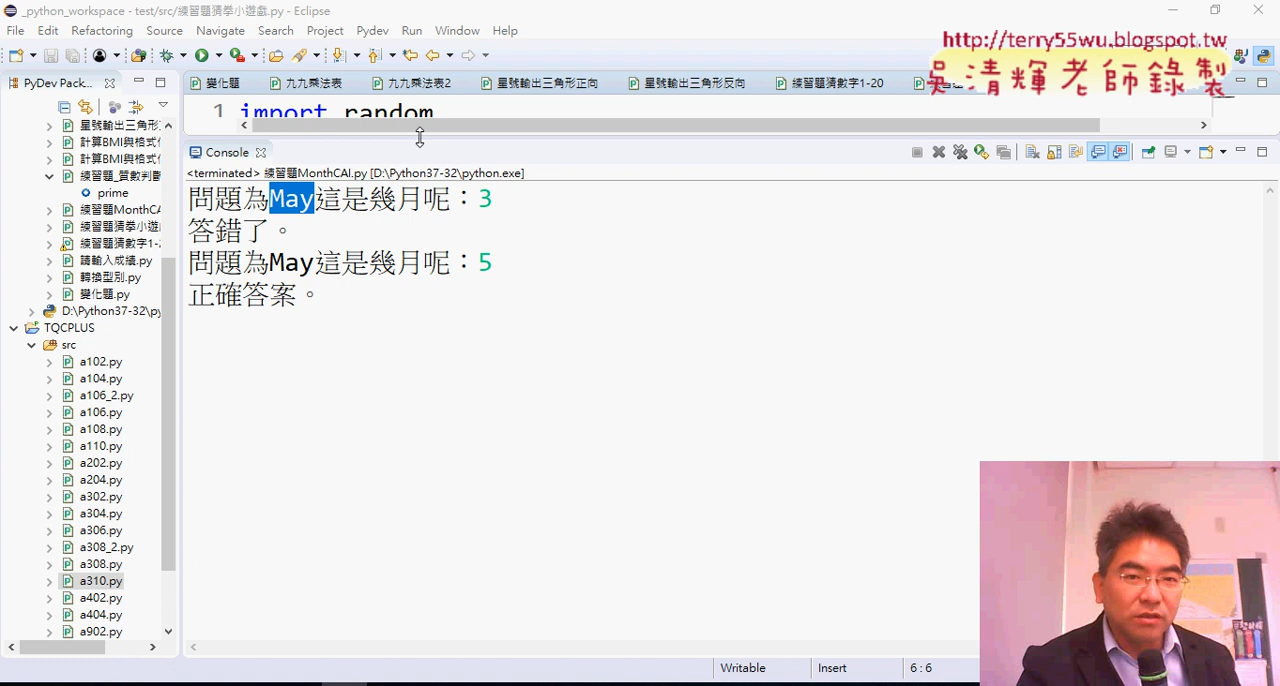 _python_workspace - test/src/練習題猜拳小遊戲.py - Eclipse
File Edit Refactoring Source Navigate Search Project Pydev Run Window Help
http://terry55wu.blogspot.tw
吳清輝老師錄製
PyDev Pack...
變化題 九九乘法表 九九乘法表2 星號輸出三角形正向 星號輸出三角形反向 練習題猜數字1-20
1 import random
星號輸出三角形
計算BMI與格式化
計算BMI與格式化
練習題_質數判斷
prime
練習題MonthCA
練習題猜拳小遊戲
練習題猜數字1-2
請輸入成績.py
轉換型別.py
變化題.py
D:\Python37-32\py
TQCPLUS
src
a102.py
a104.py
a106_2.py
a106.py
a108.py
a110.py
a202.py
a204.py
a302.py
a304.py
a306.py
a308_2.py
a308.py
a310.py
a402.py
a404.py
a902.py
Console
<terminated> 練習題MonthCAI.py [D:\Python37-32\python.exe]
問題為May這是幾月呢：3
答錯了。
問題為May這是幾月呢：5
正確答案。
Writable Insert 6 : 6